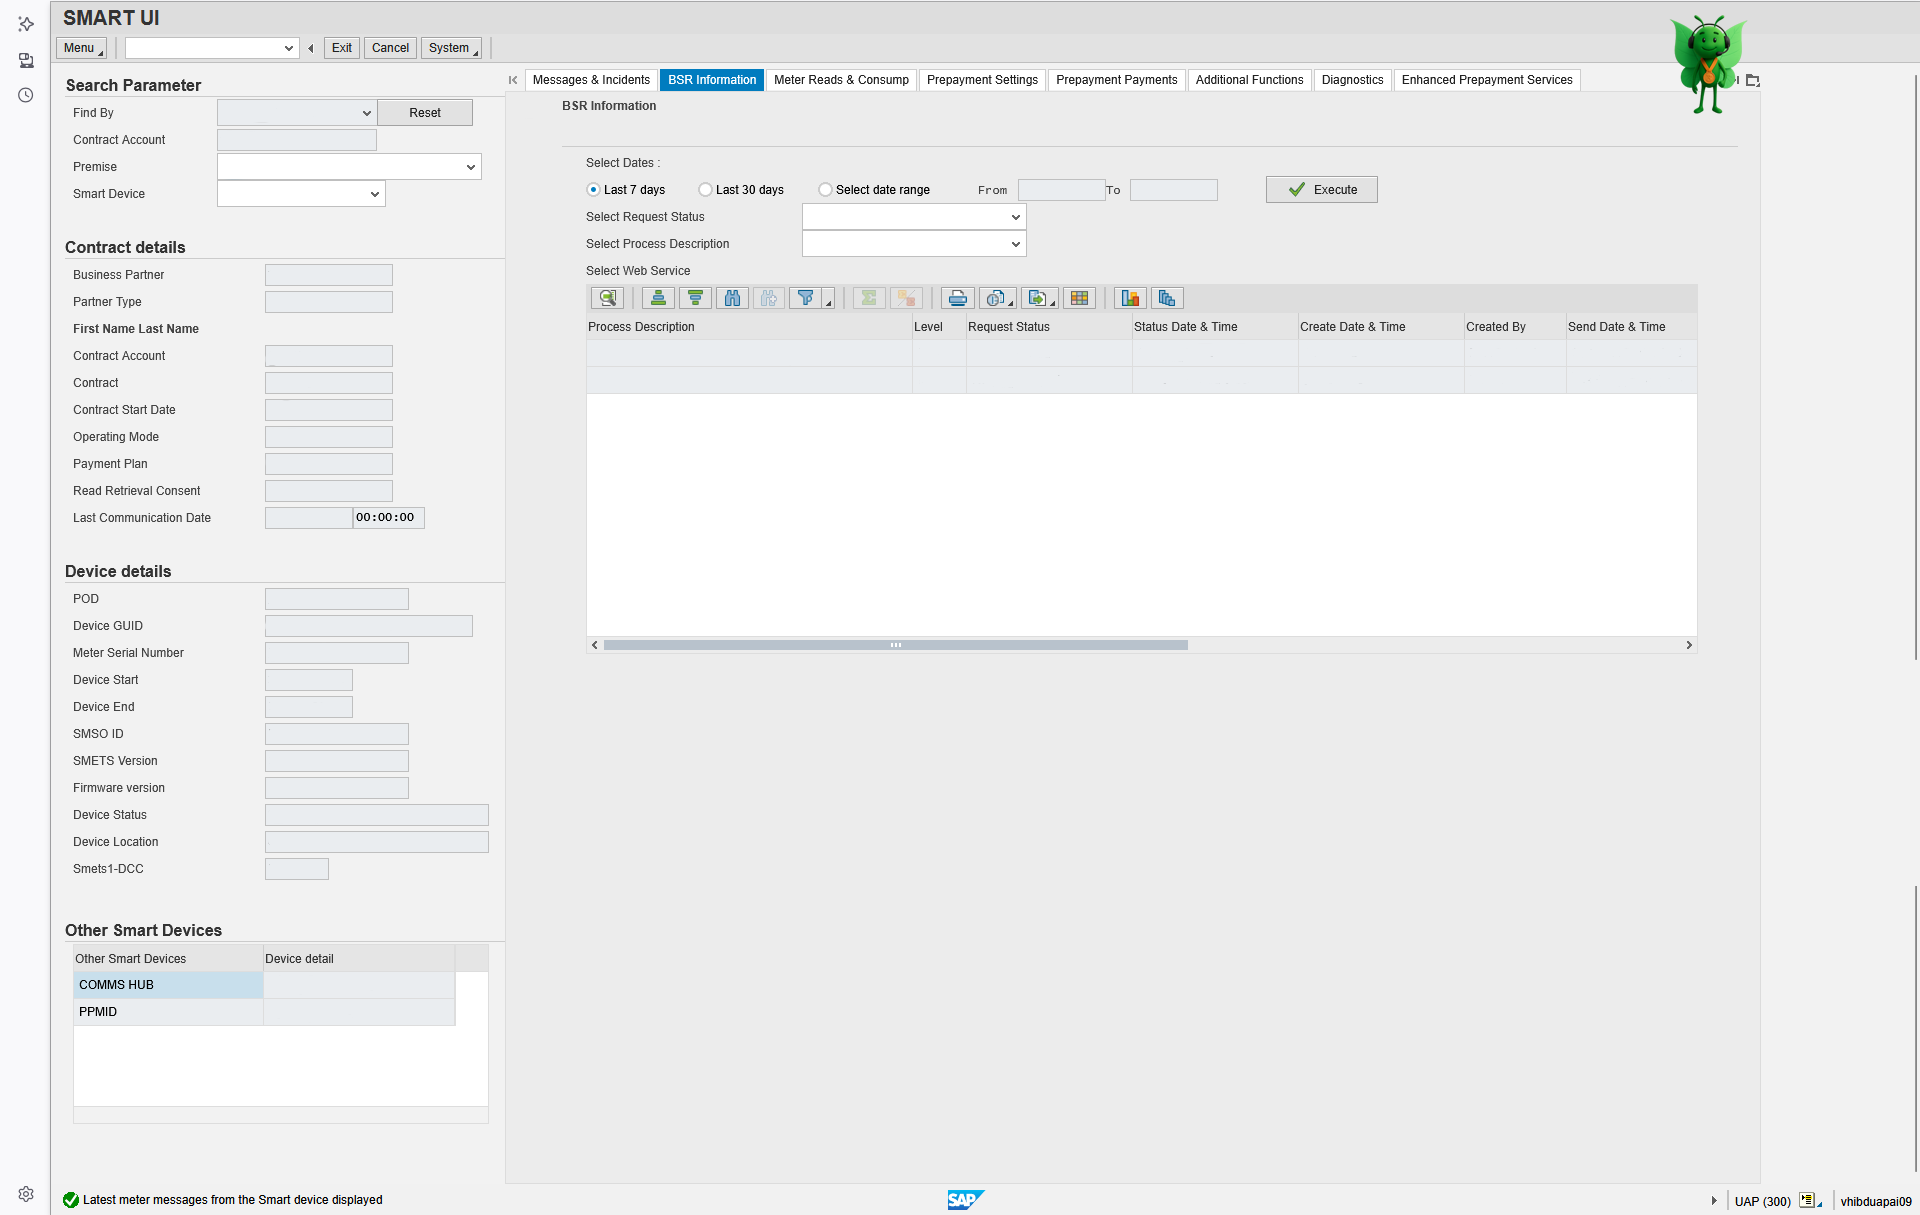 SMART UI
Menu
Exit
Cancel
System
Search Parameter
Find By
Reset
Contract Account
Premise
Smart Device
Contract details
Business Partner
Partner Type
First Name Last Name
Contract Account
Contract
Contract Start Date
Operating Mode
Payment Plan
Read Retrieval Consent
Last Communication Date 00:00:00
Device details
POD
Device GUID
Meter Serial Number
Device Start
Device End
SMSO ID
SMETS Version
Firmware version
Device Status
Device Location
Smets1-DCC
Other Smart Devices
Other Smart Devices Device detail
COMMS HUB
PPMID
Messages & Incidents BSR Information Meter Reads & Consump Prepayment Settings Prepayment Payments Additional Functions Diagnostics Enhanced Prepayment Services
BSR Information
Select Dates :
Last 7 days Last 30 days Select date range From To Execute
Select Request Status
Select Process Description
Select Web Service
Process Description Level Request Status Status Date & Time Create Date & Time Created By Send Date & Time
Latest meter messages from the Smart device displayed
SAP
UAP (300)
vhibduapai09